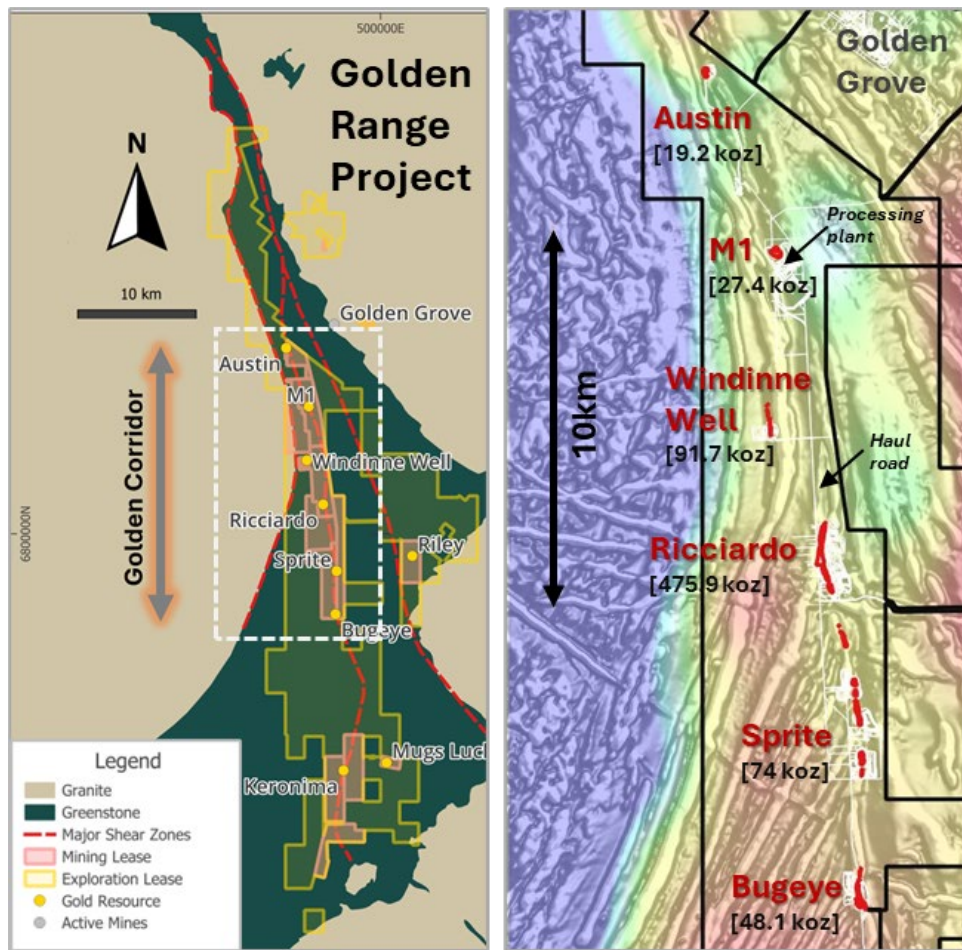 500000E
Golden
Range
Project
N
10 km
Golden Grove
Austin
M1
Windinne Well
Ricciardo
Riley
Sprite
Bugeye
Golden Corridor
6800000N
Mugs Luck
Keronima
Legend
Granite
Greenstone
Major Shear Zones
Mining Lease
Exploration Lease
Gold Resource
Active Mines
Golden
Grove
Austin
[19.2 koz]
Processing
plant
M1
[27.4 koz]
10km
Windinne
Well
[91.7 koz]
Haul
road
Ricciardo
[475.9 koz]
Sprite
[74 koz]
Bugeye
[48.1 koz]